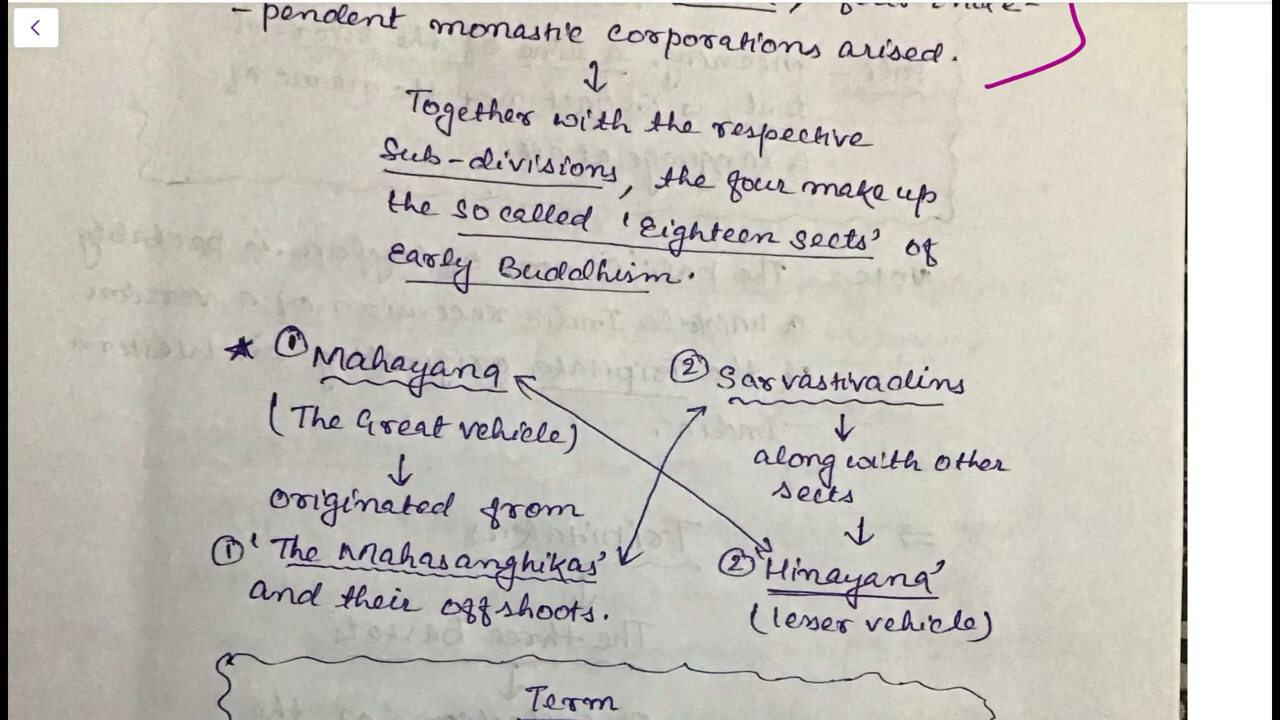 -pendent monastic corporations arised.
↓
Together with the respective
Sub-divisions, the four make up
the so called 'Eighteen sects' of
Early Buddhism.
★ ① Mahayana
(The Great vehicle)
↓
originated from
① 'The Mahasanghikas'
and their offshoots.
② Sarvastivadins
↓
along with other
sects
↓
② Hinayana'
(lesser vehicle)
Term